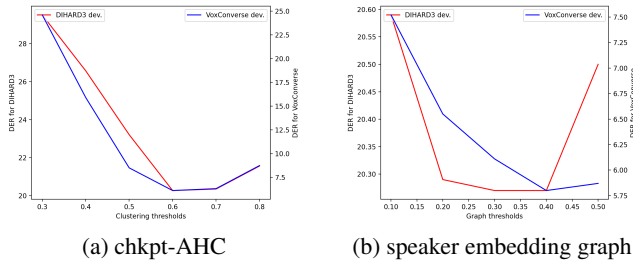 DIHARD3 dev.
VoxConverse dev.
DER for DIHARD3
28
26
24
22
20
25.0
22.5
20.0
17.5
15.0
12.5
10.0
7.5
DER for VoxConverse
0.3 0.4 0.5 0.6 0.7 0.8
Clustering thresholds
(a) chkpt-AHC
DIHARD3 dev.
VoxConverse dev.
DER for DIHARD3
20.60
20.55
20.50
20.45
20.40
20.35
20.30
7.50
7.25
7.00
6.75
6.50
6.25
6.00
5.75
DER for VoxConverse
0.10 0.15 0.20 0.25 0.30 0.35 0.40 0.45 0.50
Graph thresholds
(b) speaker embedding graph